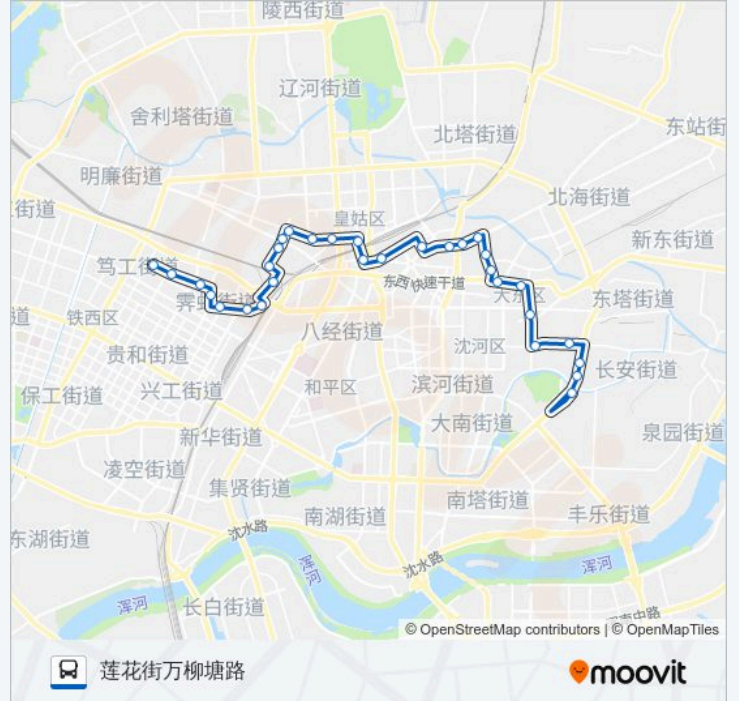 陵西街道
辽河街道
舍利塔街道
北塔街道
东站街
明廉街道
北海街道
街道
皇姑区
新东街道
笃工街道
东西快速干道
大东区
东塔街道
道
铁西区
八经街道
沈河区
贵和街道
长安街道
保工街道
兴工街道
和平区
滨河街道
大南街道
新华街道
泉园街道
凌空街道
集贤街道
南塔街道
南湖街道
丰乐街道
东湖街道
沈水路
沈水路
浑河
浑河
浑河
长白街道
中路
© OpenStreetMap contributors | © OpenMapTiles
莲花街万柳塘路
moovit